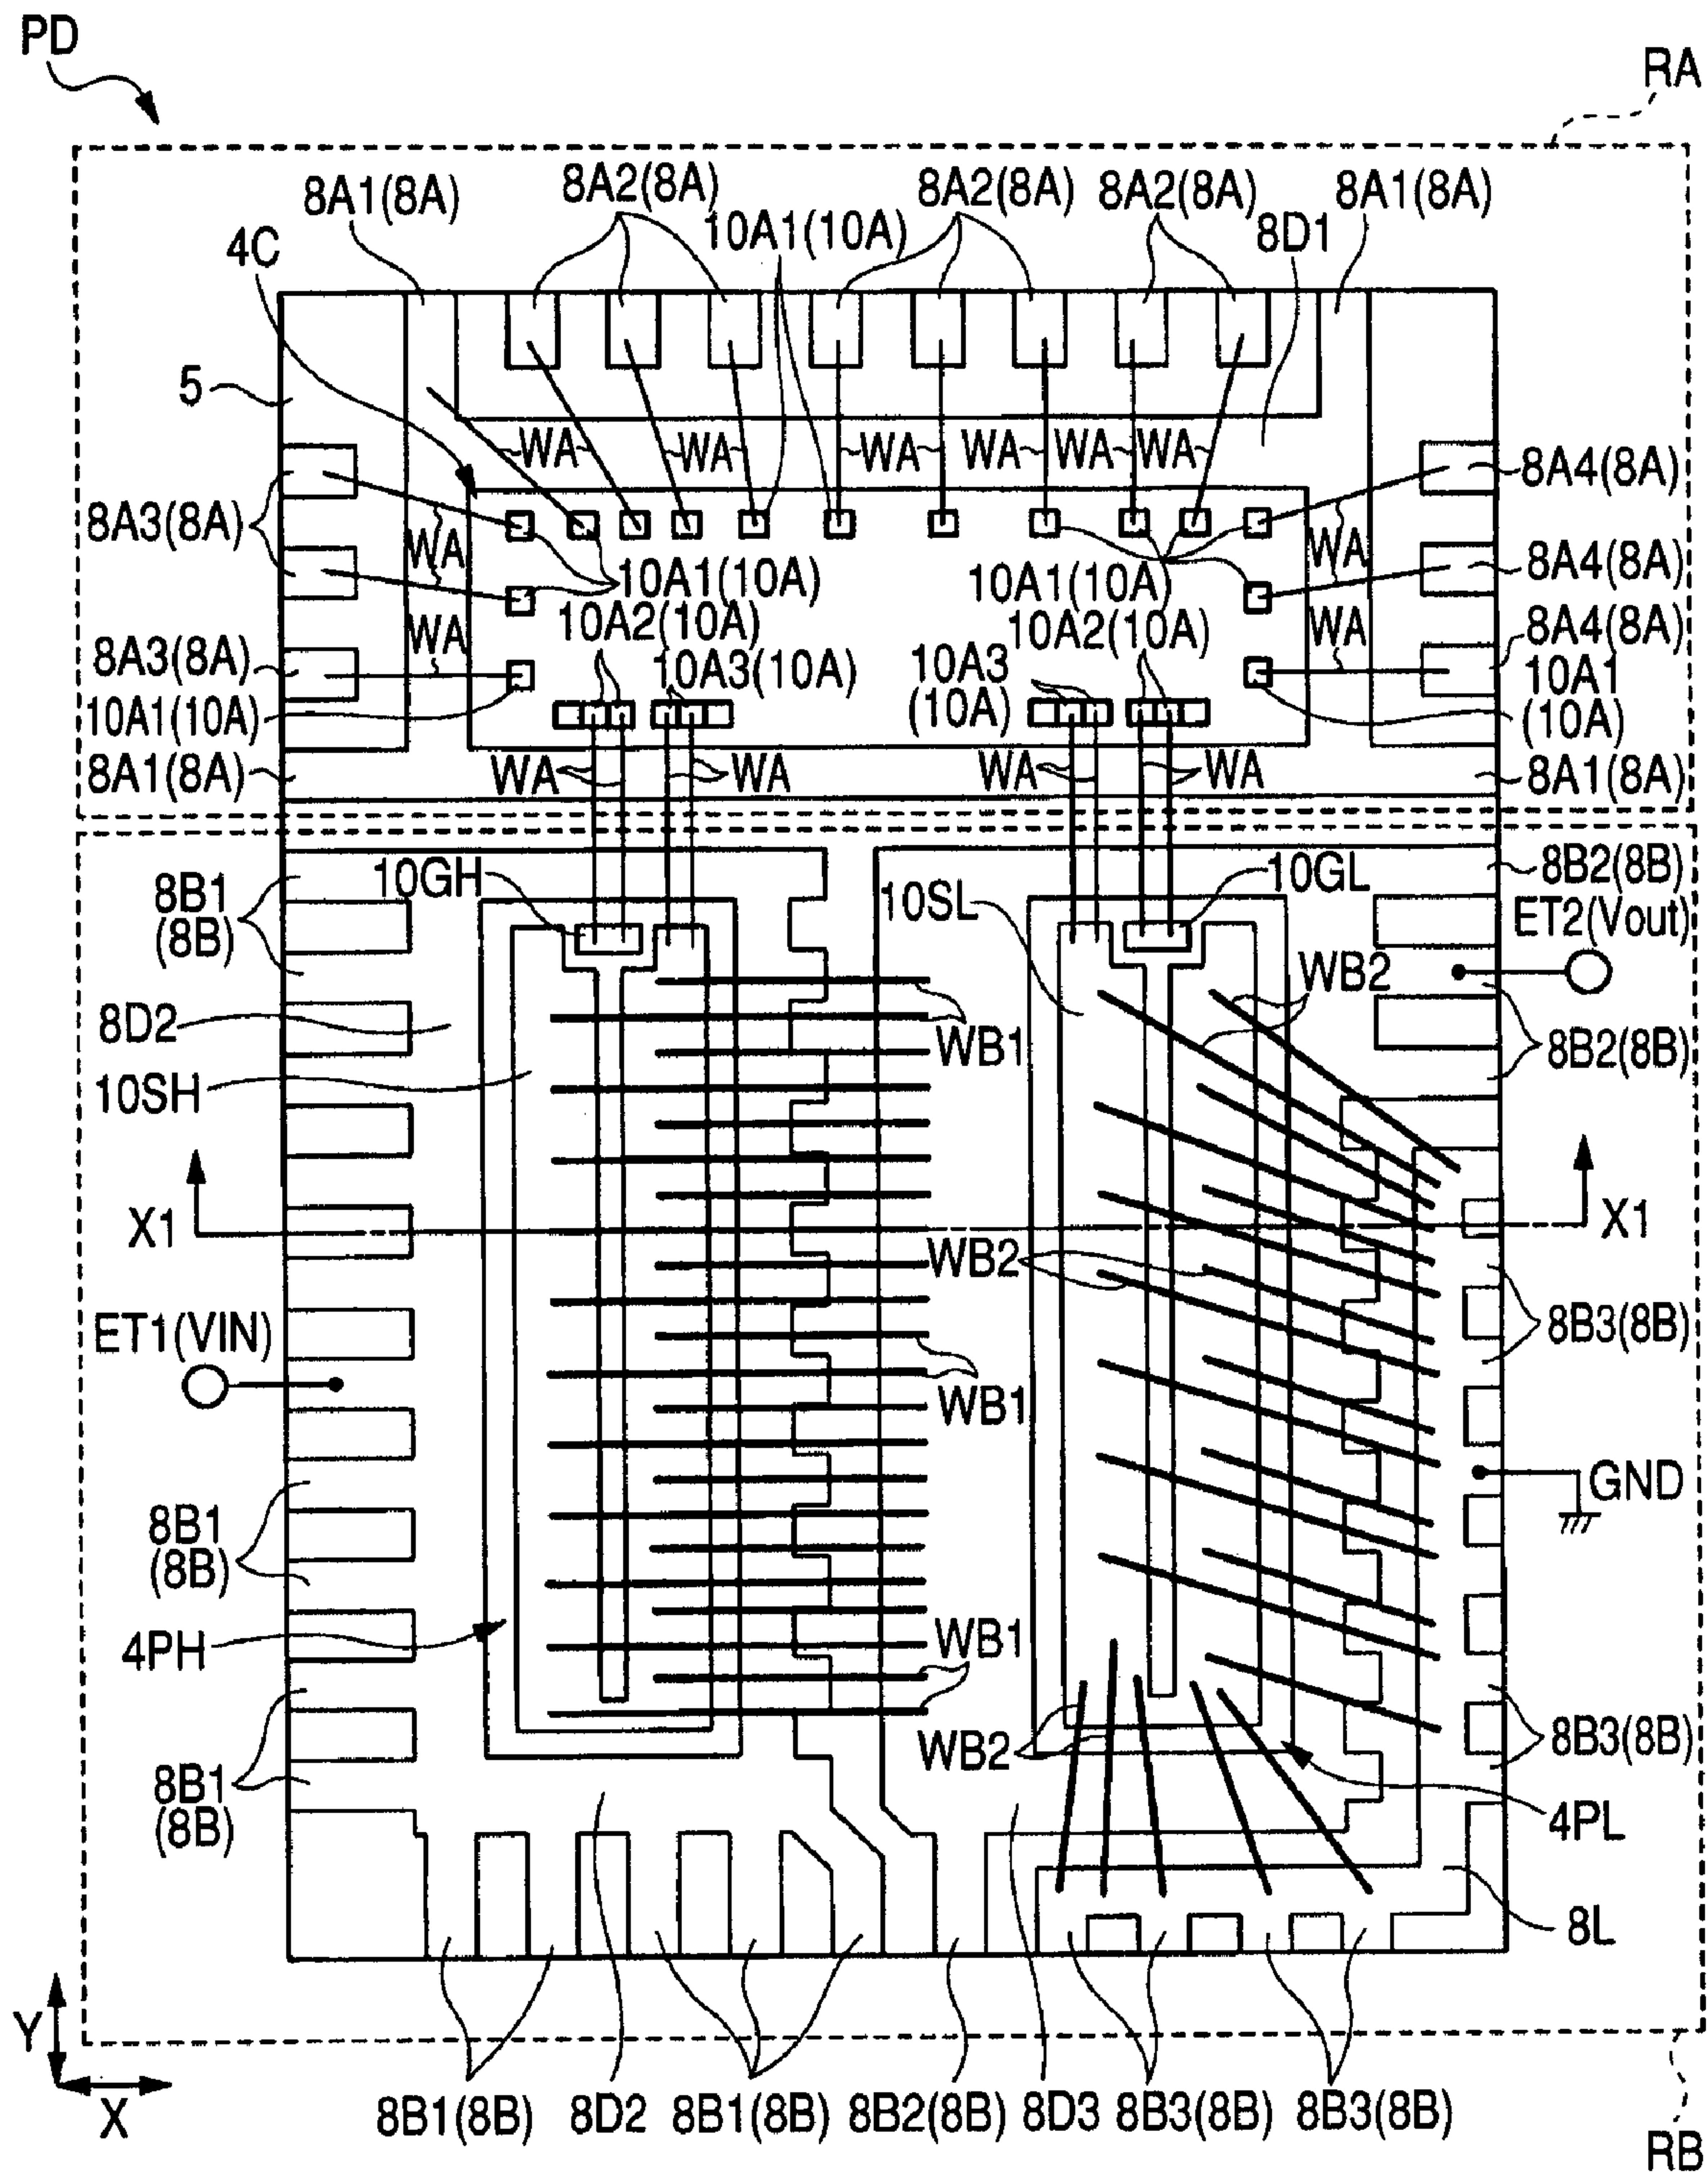 PD
RA
8A1(8A)
8A2(8A)
8A2(8A)
8A2(8A)
8A1(8A)
10A1(10A)
8D1
4C
5
WA
WA
WA
WA
WA
WA
8A3(8A)
WA
8A4(8A)
WA
8A4(8A)
10A1(10A)
10A1(10A)
10A2(10A)
10A2(10A)
8A3(8A)
WA
10A3(10A)
10A3
(10A)
WA
8A4(8A)
10A1(10A)
10A1
(10A)
8A1(8A)
WA
WA
WA
WA
8A1(8A)
8B1
(8B)
10GH
10SL
10GL
8B2(8B)
ET2(Vout)
8D2
WB1
WB2
8B2(8B)
10SH
X1
X1
WB2
ET1(VIN)
8B3(8B)
WB1
8B1
(8B)
GND
4PH
WB1
WB2
8B3(8B)
8B1
(8B)
4PL
8L
Y
X
8B1(8B)
8D2
8B1(8B)
8B2(8B)
8D3
8B3(8B)
8B3(8B)
RB